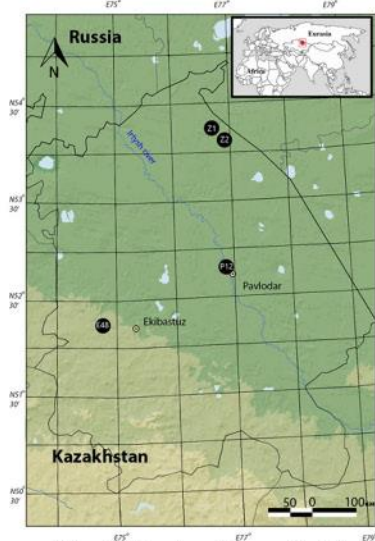 E75° E77° E79°
Russia
Eurasia
Africa
N
N54
30'
Z1
Z2
Irtysh river
N53
30'
P12
Pavlodar
N52
30'
E48
Ekibastuz
N51
30'
Kazakhstan
N50
30'
50 0 100 km
E75° E77° E79°